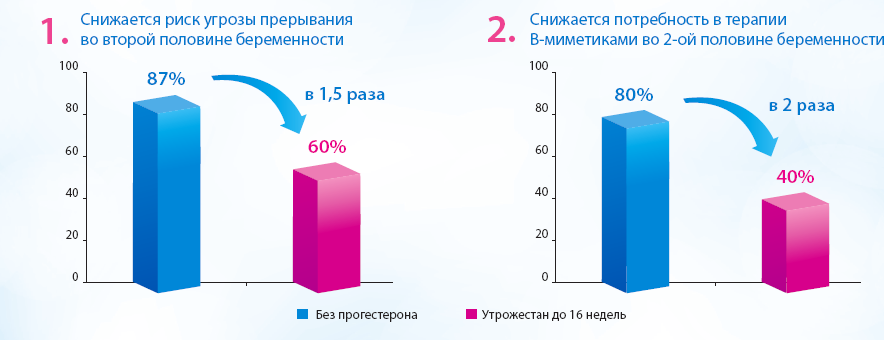 1. Снижается риск угрозы прерывания
во второй половине беременности
100
80
60
40
20
0
87%
в 1,5 раза
60%
2. Снижается потребность в терапии
В-миметиками во 2-ой половине беременности
100
80
60
40
20
0
80%
в 2 раза
40%
Без прогестерона
Утрожестан до 16 недель